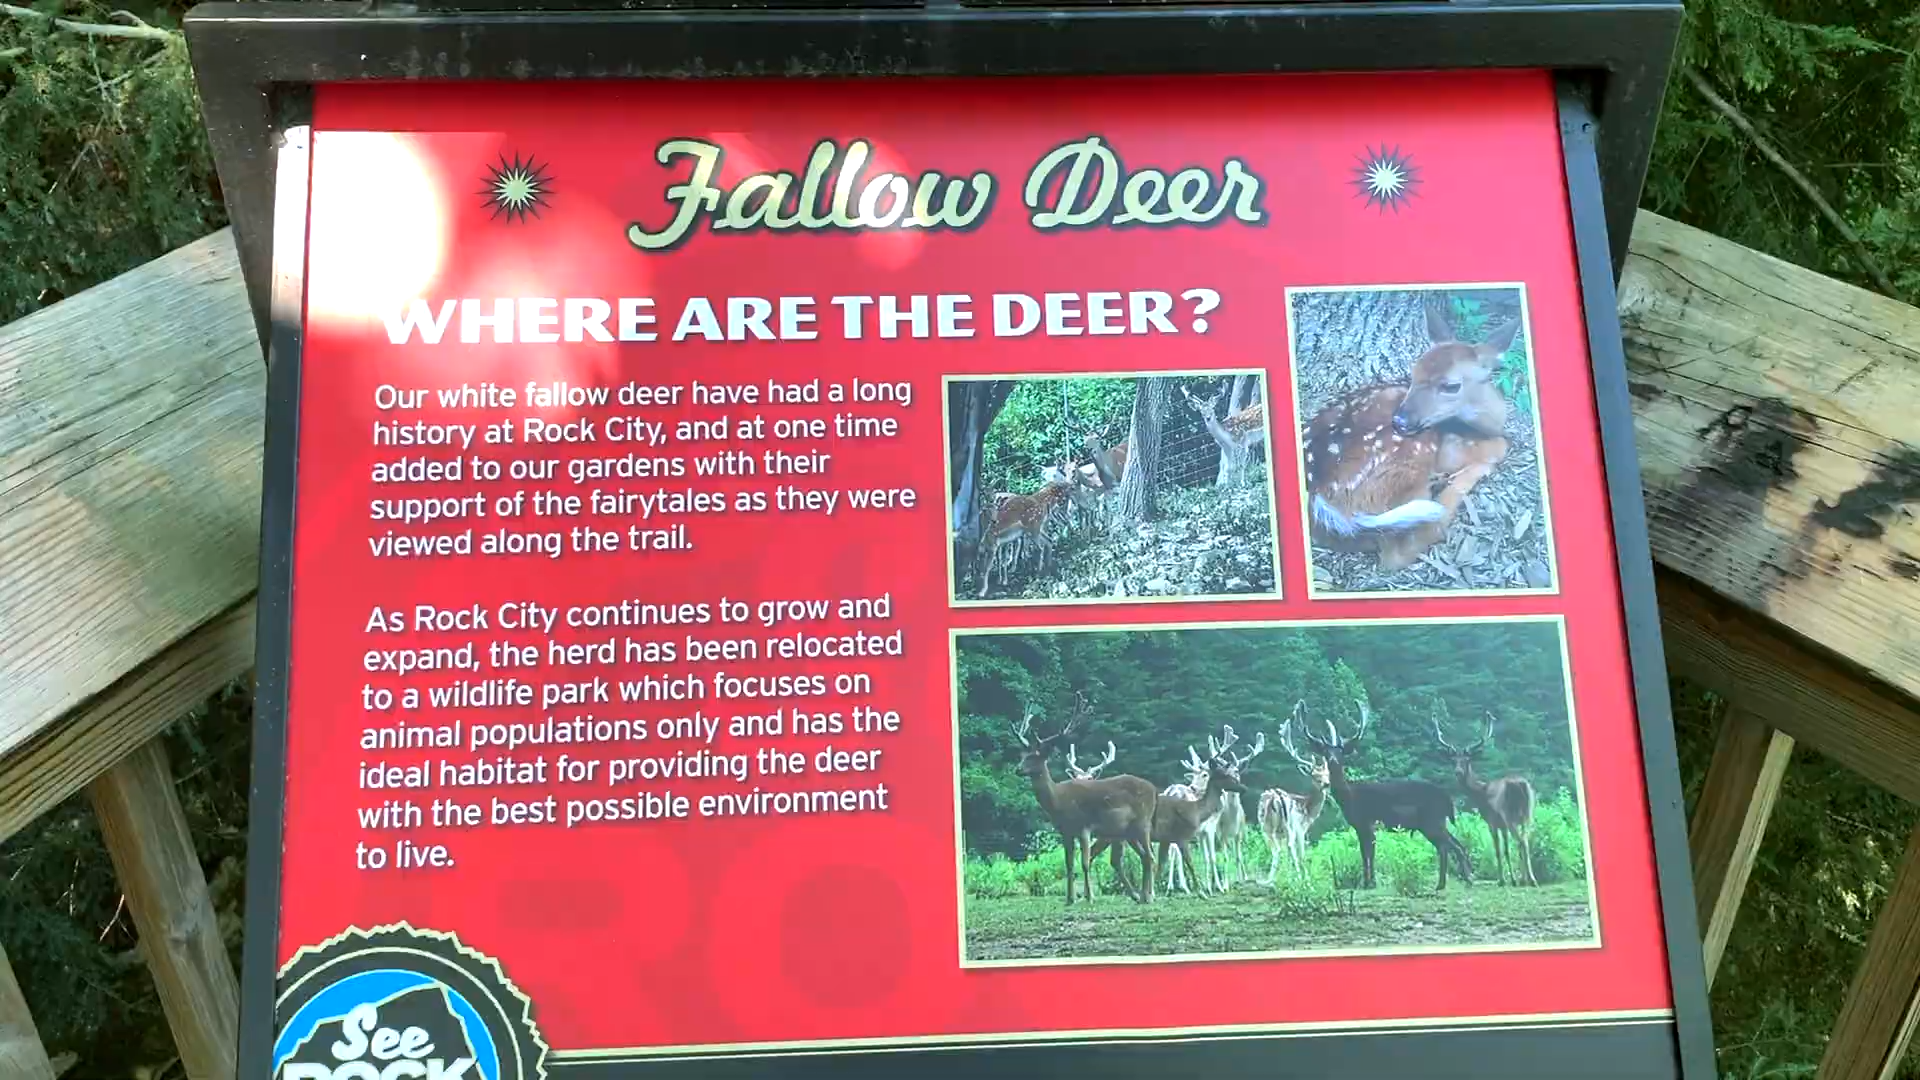 Fallow Deer
WHERE ARE THE DEER?
Our white fallow deer have had a long
history at Rock City, and at one time
added to our gardens with their
support of the fairytales as they were
viewed along the trail.
As Rock City continues to grow and
expand, the herd has been relocated
to a wildlife park which focuses on
animal populations only and has the
ideal habitat for providing the deer
with the best possible environment
to live.
See
ROCK